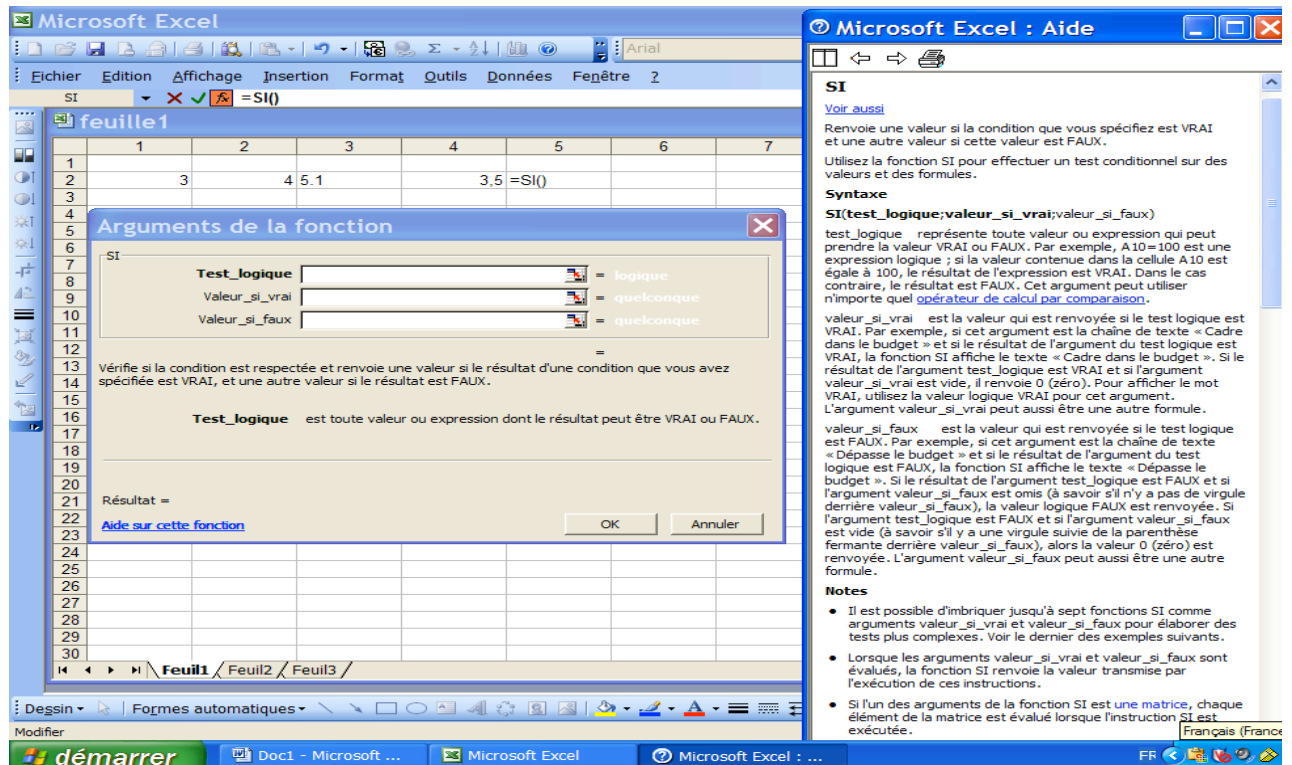 Microsoft Excel
Arial
Eichier Edition Affichage Insertion Format Outils Données Fenêtre ?
SI =SI()
feuille1
1 2 3 4 5 6 7
1
2 3 4 5.1 3,5 =SI()
3
4
5
6
7
8
9
10
11
12
13
14
15
16
17
18
19
20
21
22
23
24
25
26
27
28
29
30
Arguments de la fonction
SI
Test_logique = logique
Valeur_si_vrai = quelconque
Valeur_si_faux = quelconque
=
Vérifie si la condition est respectée et renvoie une valeur si le résultat d'une condition que vous avez
spécifiée est VRAI, et une autre valeur si le résultat est FAUX.
Test_logique est toute valeur ou expression dont le résultat peut être VRAI ou FAUX.
Résultat =
Aide sur cette fonction OK Annuler
Feuil1 Feuil2 Feuil3
Dessin Formes automatiques
Modifier
démarrer Doc1 - Microsoft ... Microsoft Excel Microsoft Excel : ... FR
Microsoft Excel : Aide
SI
Voir aussi
Renvoie une valeur si la condition que vous spécifiez est VRAI
et une autre valeur si cette valeur est FAUX.
Utilisez la fonction SI pour effectuer un test conditionnel sur des
valeurs et des formules.
Syntaxe
SI(test_logique;valeur_si_vrai;valeur_si_faux)
test_logique représente toute valeur ou expression qui peut
prendre la valeur VRAI ou FAUX. Par exemple, A10=100 est une
expression logique ; si la valeur contenue dans la cellule A10 est
égale à 100, le résultat de l'expression est VRAI. Dans le cas
contraire, le résultat est FAUX. Cet argument peut utiliser
n'importe quel opérateur de calcul par comparaison.
valeur_si_vrai est la valeur qui est renvoyée si le test logique est
VRAI. Par exemple, si cet argument est la chaîne de texte « Cadre
dans le budget » et si le résultat de l'argument du test logique est
VRAI, la fonction SI affiche le texte « Cadre dans le budget ». Si le
résultat de l'argument test_logique est VRAI et si l'argument
valeur_si_vrai est vide, il renvoie 0 (zéro). Pour afficher le mot
VRAI, utilisez la valeur logique VRAI pour cet argument.
L'argument valeur_si_vrai peut aussi être une autre formule.
valeur_si_faux est la valeur qui est renvoyée si le test logique
est FAUX. Par exemple, si cet argument est la chaîne de texte
« Dépasse le budget » et si le résultat de l'argument du test
logique est FAUX, la fonction SI affiche le texte « Dépasse le
budget ». Si le résultat de l'argument test_logique est FAUX et si
l'argument valeur_si_faux est omis (à savoir s'il n'y a pas de virgule
derrière valeur_si_faux), la valeur logique FAUX est renvoyée. Si
l'argument test_logique est FAUX et si l'argument valeur_si_faux
est vide (à savoir s'il y a une virgule suivie de la parenthèse
fermante derrière valeur_si_faux), alors la valeur 0 (zéro) est
renvoyée. L'argument valeur_si_faux peut aussi être une autre
formule.
Notes
• Il est possible d'imbriquer jusqu'à sept fonctions SI comme
arguments valeur_si_vrai et valeur_si_faux pour élaborer des
tests plus complexes. Voir le dernier des exemples suivants.
• Lorsque les arguments valeur_si_vrai et valeur_si_faux sont
évalués, la fonction SI renvoie la valeur transmise par
l'exécution de ces instructions.
• Si l'un des arguments de la fonction SI est une matrice, chaque
élément de la matrice est évalué lorsque l'instruction SI est
exécutée.
Français (France